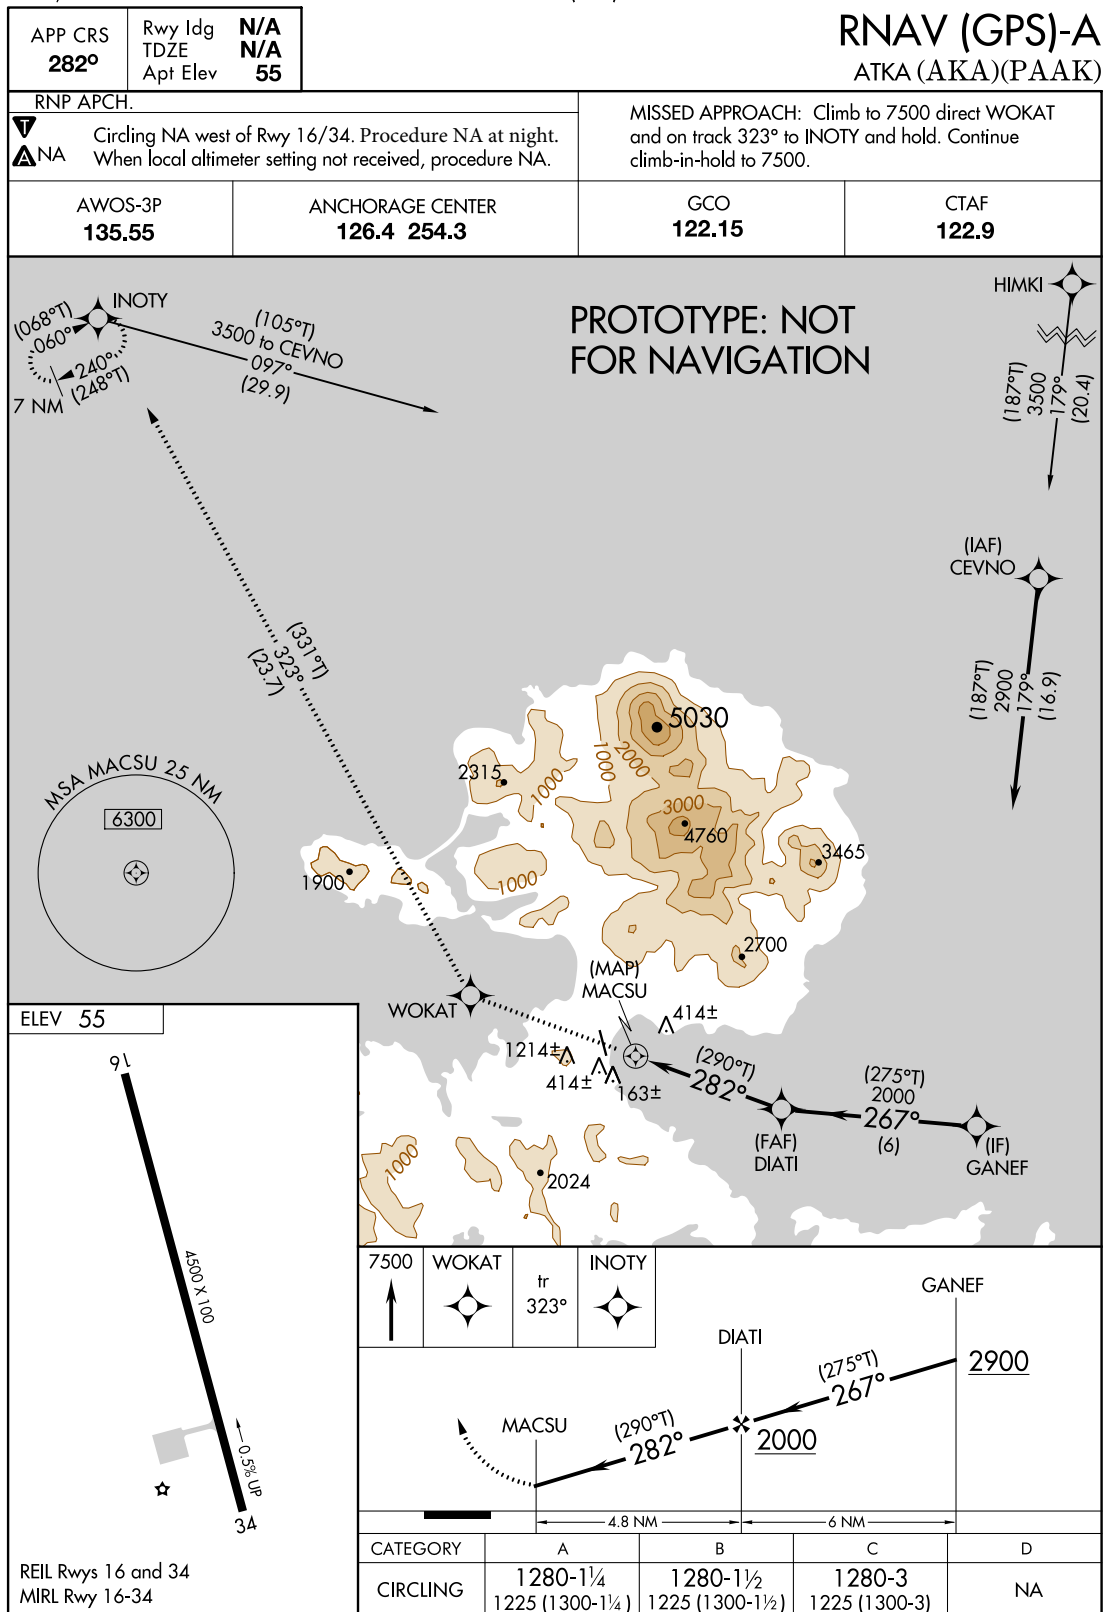 RNAV (GPS)-A
ATKA (AKA)(PAAK)
APP CRS
282°
Rwy Idg N/A
TDZE N/A
Apt Elev 55
RNP APCH.
T
A NA
Circling NA west of Rwy 16/34. Procedure NA at night.
When local altimeter setting not received, procedure NA.
MISSED APPROACH: Climb to 7500 direct WOKAT
and on track 323° to INOTY and hold. Continue
climb-in-hold to 7500.
AWOS-3P
135.55
ANCHORAGE CENTER
126.4 254.3
GCO
122.15
CTAF
122.9
PROTOTYPE: NOT
FOR NAVIGATION
INOTY
(068°T)
060°
240°
(248°T)
7 NM
(105°T)
3500 to CEVNO
097°
(29.9)
HIMKI
(187°T)
3500
179°
(20.4)
(IAF)
CEVNO
(187°T)
2900
179°
(16.9)
(331°T)
323°
(23.7)
MSA MACSU 25 NM
6300
5030
1000
2000
2315
1000
3000
4760
3465
1900
1000
2700
(MAP)
MACSU
WOKAT
414±
1214±
414±
163±
(290°T)
282°
(275°T)
2000
267°
(6)
(FAF)
DIATI
(IF)
GANEF
1000
2024
ELEV 55
16
4500 X 100
0.5% UP
34
REIL Rwys 16 and 34
MIRL Rwy 16-34
7500
WOKAT
tr
323°
INOTY
GANEF
DIATI
MACSU
(275°T)
267°
2900
(290°T)
282°
2000
4.8 NM
6 NM
CATEGORY A B C D
CIRCLING
1280-1¼
1225 (1300-1¼)
1280-1½
1225 (1300-1½)
1280-3
1225 (1300-3)
NA